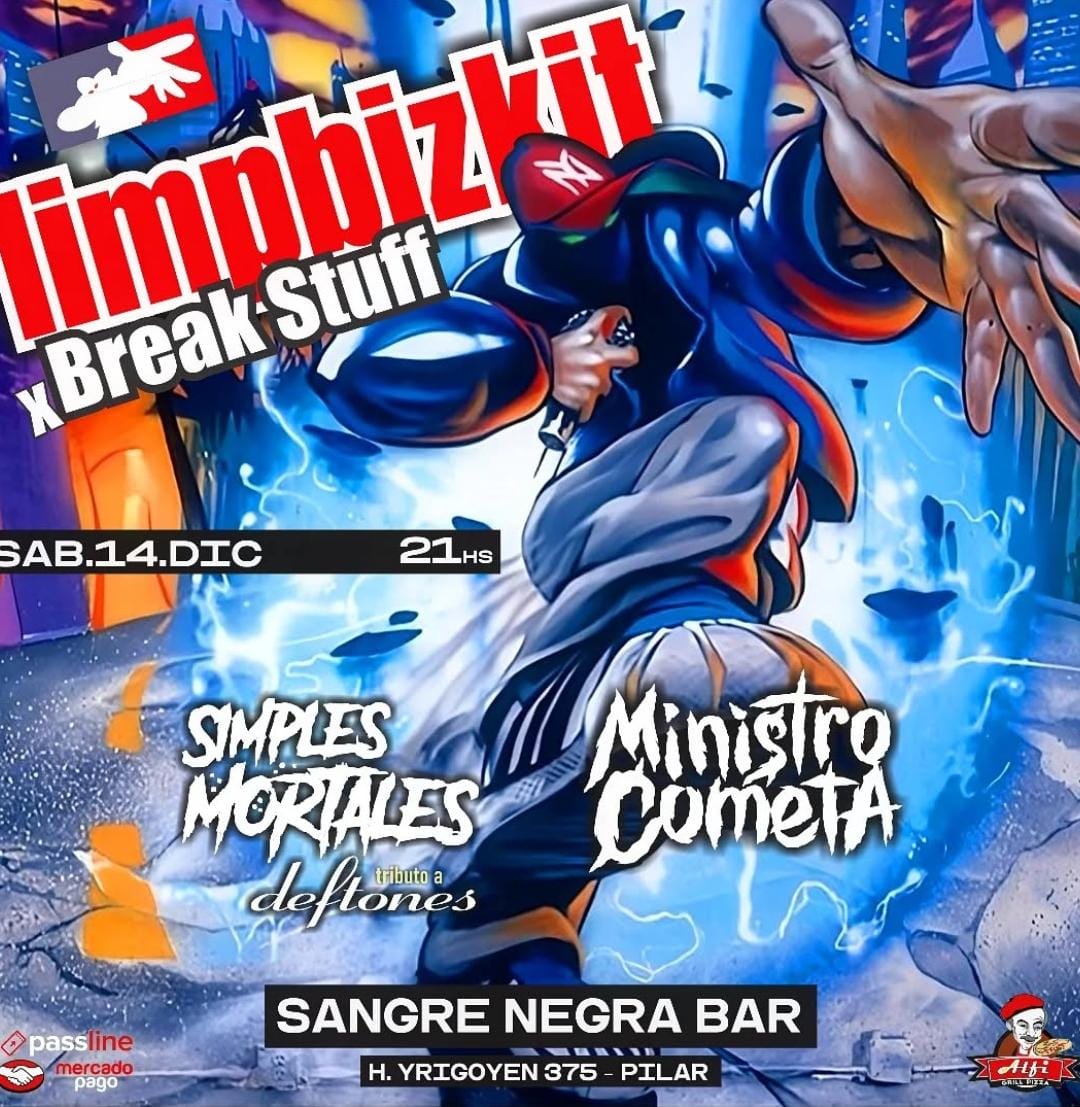 limpbizkit
x Break Stuff
SAB.14.DIC 21HS
SIMPLES
MORTALES
tributo a
deftones
Ministro
Cometa
SANGRE NEGRA BAR
H. YRIGOYEN 375 - PILAR
passline
mercado
pago
Alfi
GRILL PIZZA